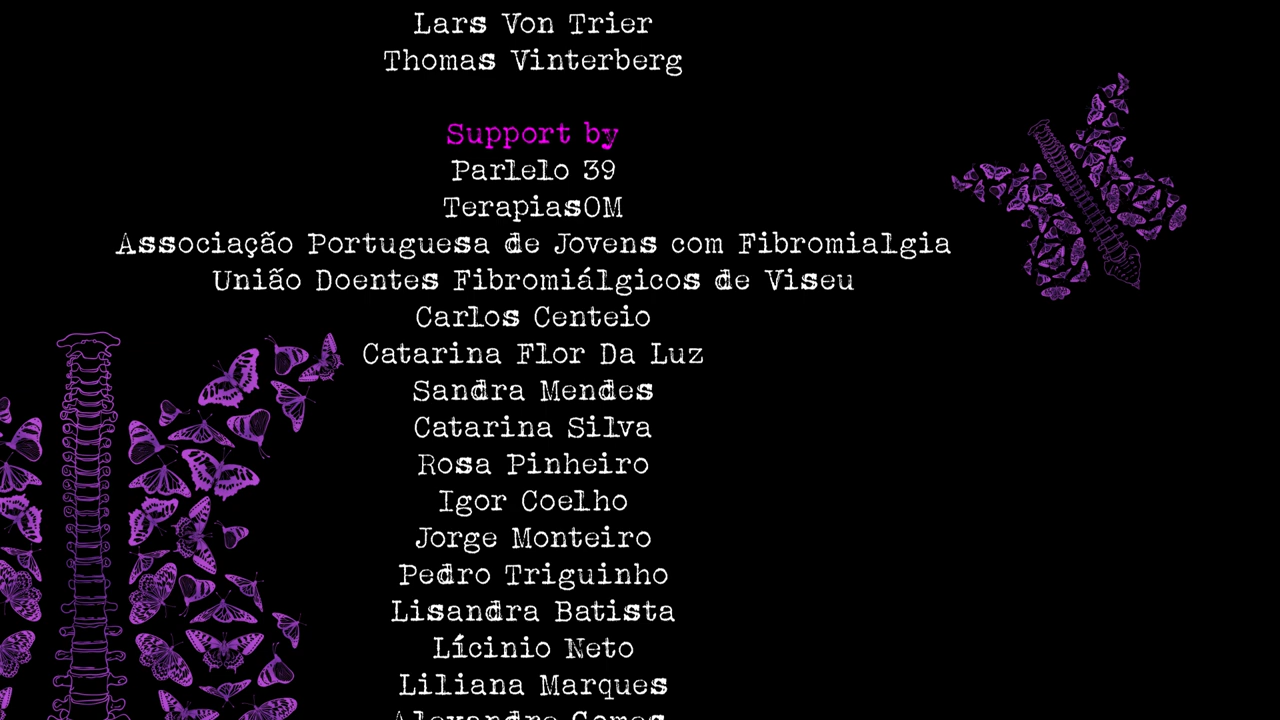 Lars Von Trier
Thomas Vinterberg
Support by
Parlelo 39
TerapiasOM
Associação Portuguesa de Jovens com Fibromialgia
União Doentes Fibromiálgicos de Viseu
Carlos Centeio
Catarina Flor Da Luz
Sandra Mendes
Catarina Silva
Rosa Pinheiro
Igor Coelho
Jorge Monteiro
Pedro Triguinho
Lisandra Batista
Lícinio Neto
Liliana Marques
Alexandre Gomes